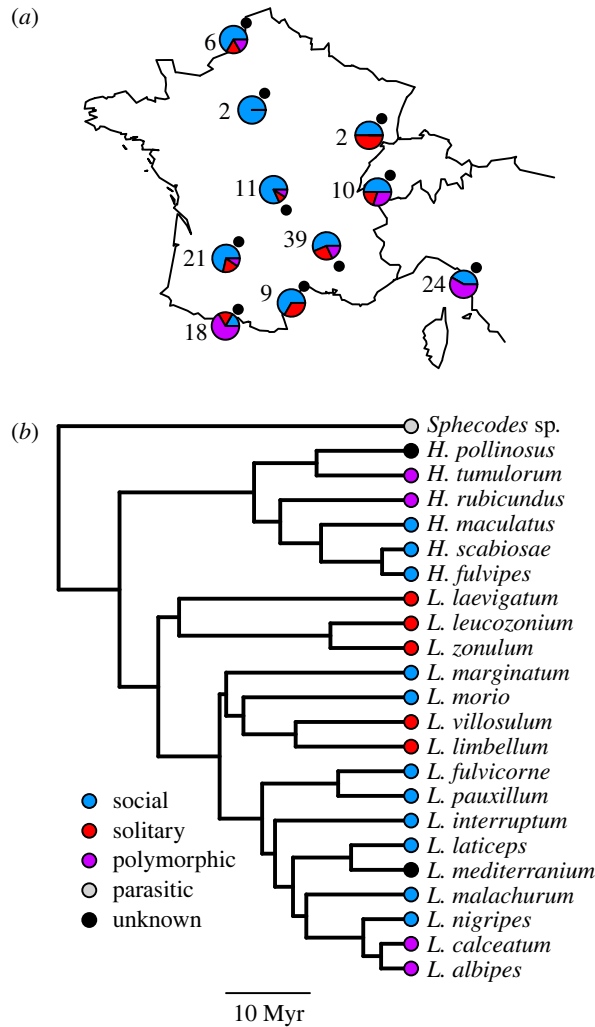 (a)
6
2
2
11
10
39
21
24
9
18
(b)
Sphecodes sp.
H. pollinosus
H. tumulorum
H. rubicundus
H. maculatus
H. scabiosae
H. fulvipes
L. laevigatum
L. leucozonium
L. zonulum
L. marginatum
L. morio
L. villosulum
L. limbellum
L. fulvicorne
L. pauxillum
L. interruptum
L. laticeps
L. mediterranium
L. malachurum
L. nigripes
L. calceatum
L. albipes
social
solitary
polymorphic
parasitic
unknown
10 Myr